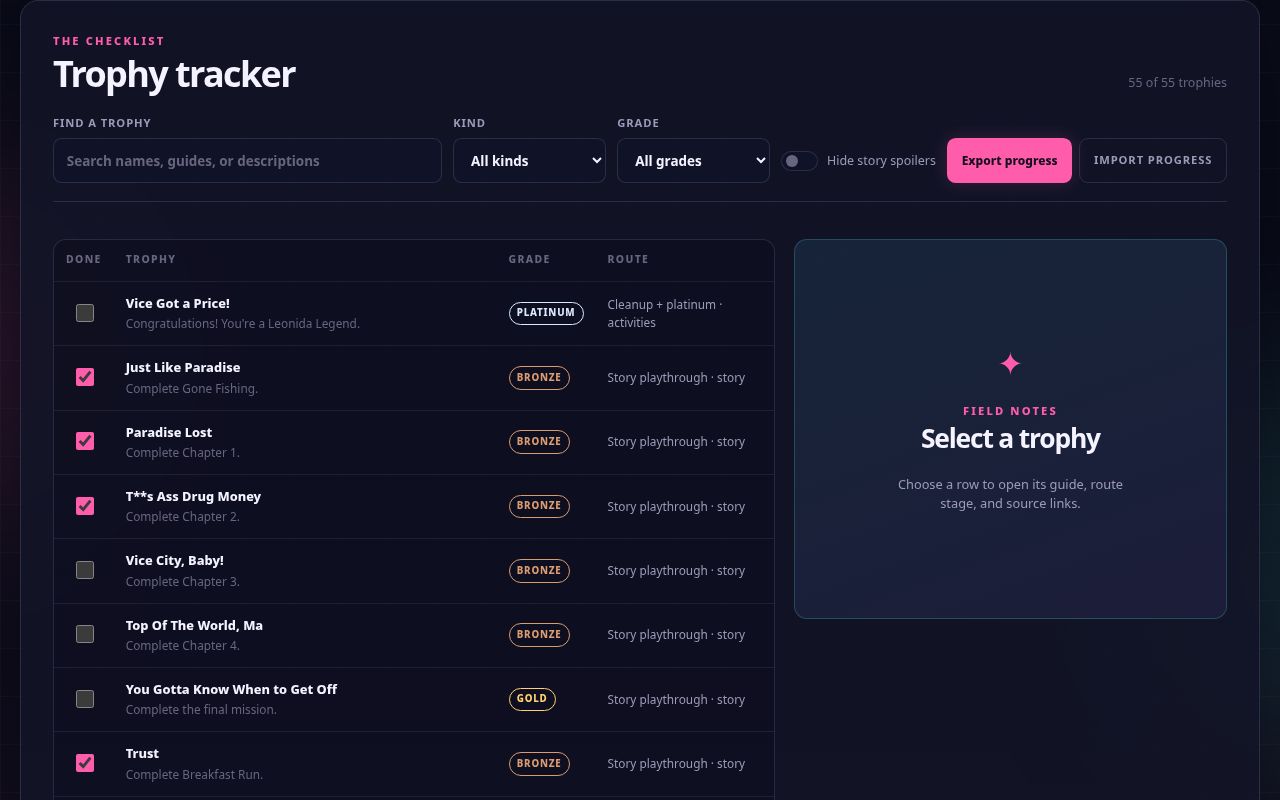 THE CHECKLIST
Trophy tracker
55 of 55 trophies
FIND A TROPHY
KIND
GRADE
Search names, guides, or descriptions
All kinds
All grades
Hide story spoilers
Export progress
IMPORT PROGRESS
DONE
TROPHY
GRADE
ROUTE
Vice Got a Price!
Congratulations! You're a Leonida Legend.
PLATINUM
Cleanup + platinum ·
activities
Just Like Paradise
Complete Gone Fishing.
BRONZE
Story playthrough · story
Paradise Lost
Complete Chapter 1.
BRONZE
Story playthrough · story
T**s Ass Drug Money
Complete Chapter 2.
BRONZE
Story playthrough · story
Vice City, Baby!
Complete Chapter 3.
BRONZE
Story playthrough · story
Top Of The World, Ma
Complete Chapter 4.
BRONZE
Story playthrough · story
You Gotta Know When to Get Off
Complete the final mission.
GOLD
Story playthrough · story
Trust
Complete Breakfast Run.
BRONZE
Story playthrough · story
FIELD NOTES
Select a trophy
Choose a row to open its guide, route
stage, and source links.